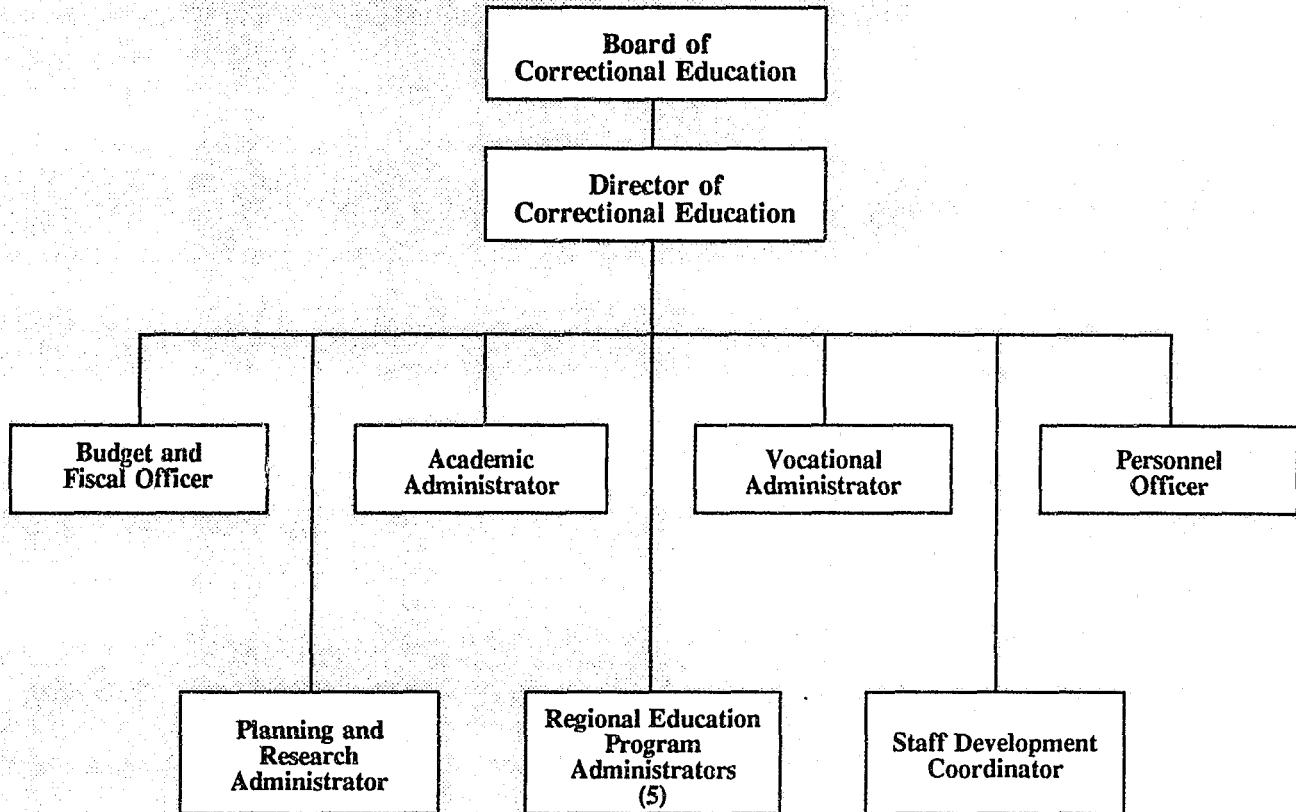 Board of
Correctional Education
Director of
Correctional Education
Budget and
Fiscal Officer
Academic
Administrator
Vocational
Administrator
Personnel
Officer
Planning and
Research
Administrator
Regional Education
Program
Administrators
(5)
Staff Development
Coordinator